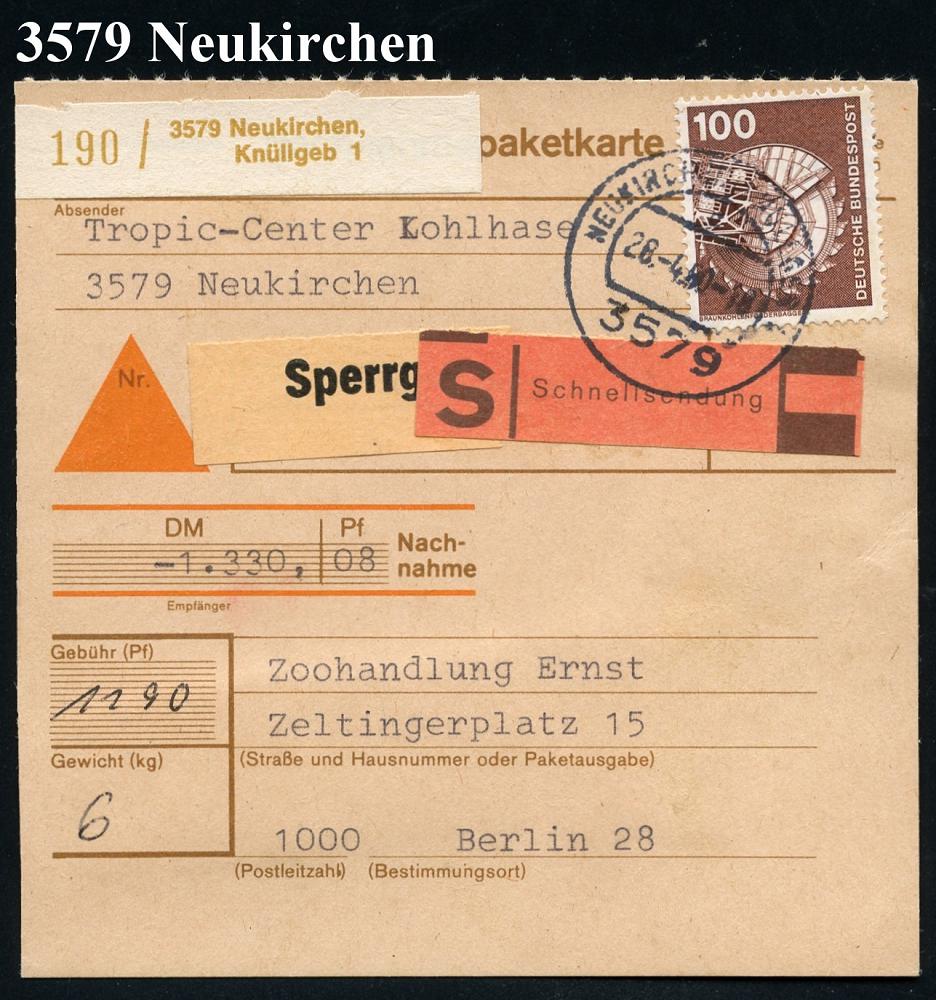 3579 Neukirchen
190 / 3579 Neukirchen,
Knüllgeb 1
paketkarte
100
DEUTSCHE BUNDESPOST
Absender
Tropic-Center Kohlhase
3579 Neukirchen
3579
Nr.
Sperrg
S Schnellsendung
DM Pf
-1.330, 08
Nach-
nahme
Empfänger
Gebühr (Pf)
1190
Zoohandlung Ernst
Zeltingerplatz 15
(Straße und Hausnummer oder Paketausgabe)
Gewicht (kg)
6
1000 Berlin 28
(Postleitzahl) (Bestimmungsort)